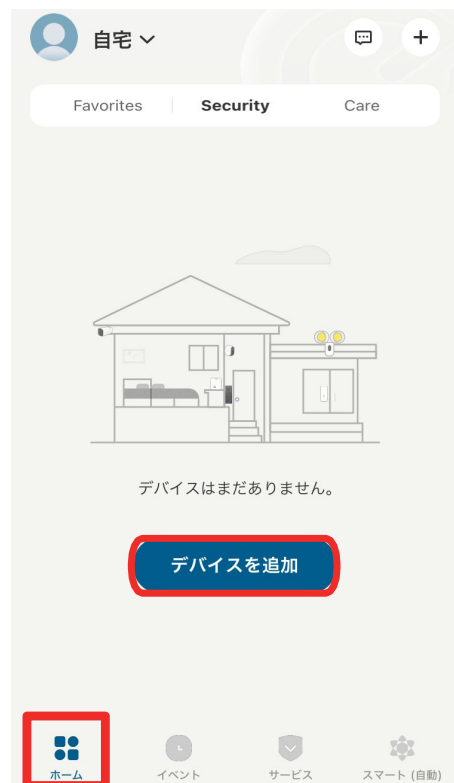 自宅
Favorites
Security
Care
デバイスはまだありません。
デバイスを追加
ホーム
イベント
サービス
スマート (自動)